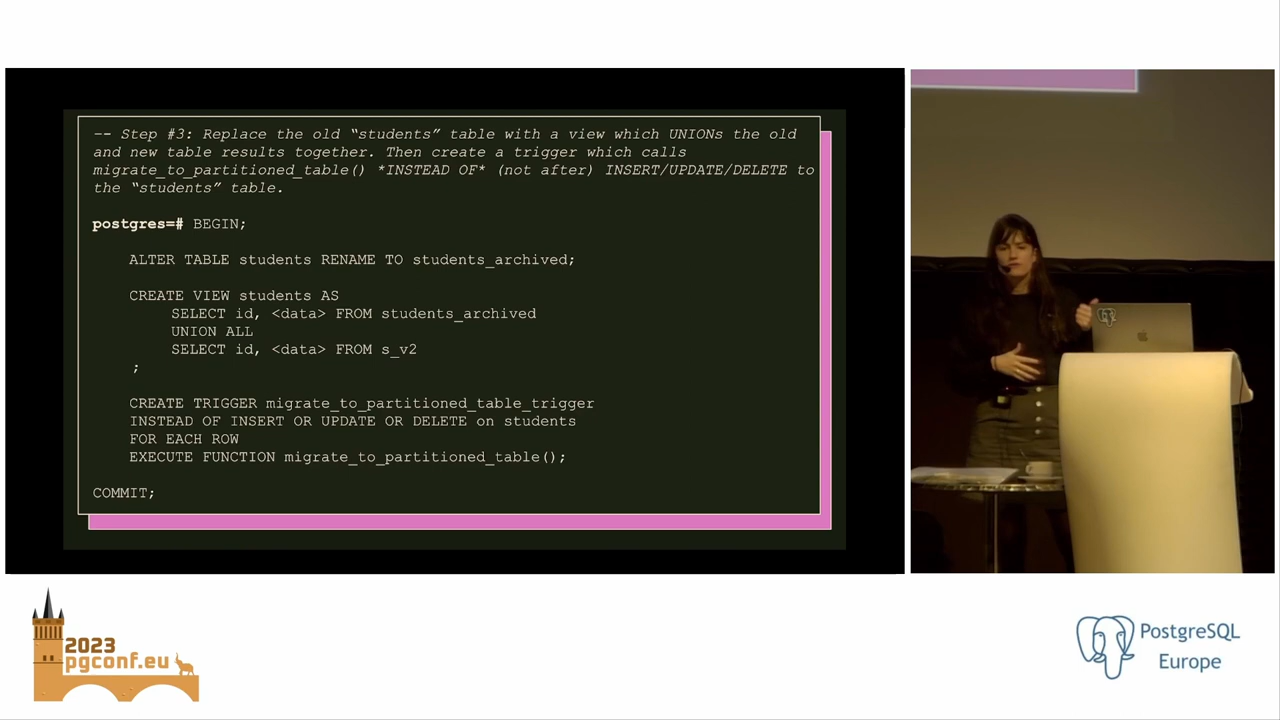 -- Step #3: Replace the old “students” table with a view which UNIONs the old
and new table results together. Then create a trigger which calls
migrate_to_partitioned_table() *INSTEAD OF* (not after) INSERT/UPDATE/DELETE to
the “students” table.
postgres=# BEGIN;
ALTER TABLE students RENAME TO students_archived;
CREATE VIEW students AS
SELECT id, <data> FROM students_archived
UNION ALL
SELECT id, <data> FROM s_v2
;
CREATE TRIGGER migrate_to_partitioned_table_trigger
INSTEAD OF INSERT OR UPDATE OR DELETE on students
FOR EACH ROW
EXECUTE FUNCTION migrate_to_partitioned_table();
COMMIT;
2023
pgconf.eu
PostgreSQL
Europe